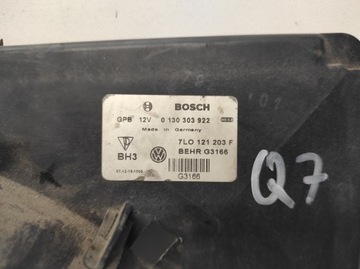 BOSCH
GPB 12V 0 130 303 922
Made in Germany
7L0 121 203 F
BH3
BEHR G3166
G3166
Q7